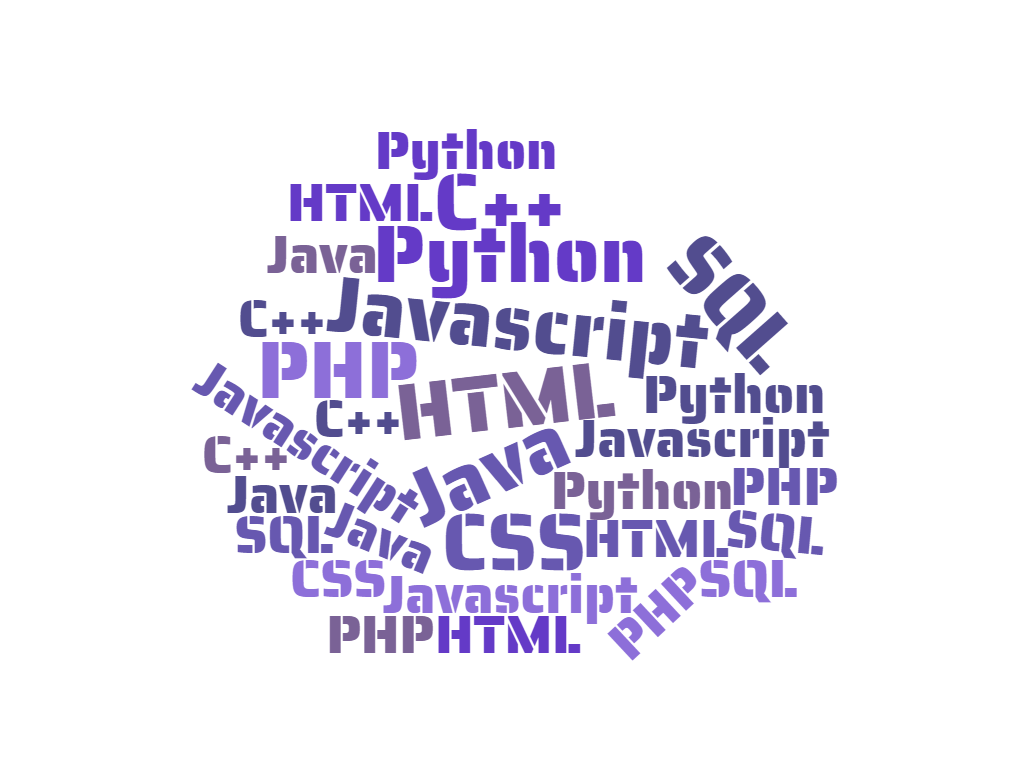 Python
HTML C++
Java Python
SQL
C++ Javascript
PHP
HTML
Javascript
C++
Python
Javascript
C++
Java
Java
Python PHP
SQL Java
CSS HTML SQL
CSS Javascript
PHP SQL
PHP HTML